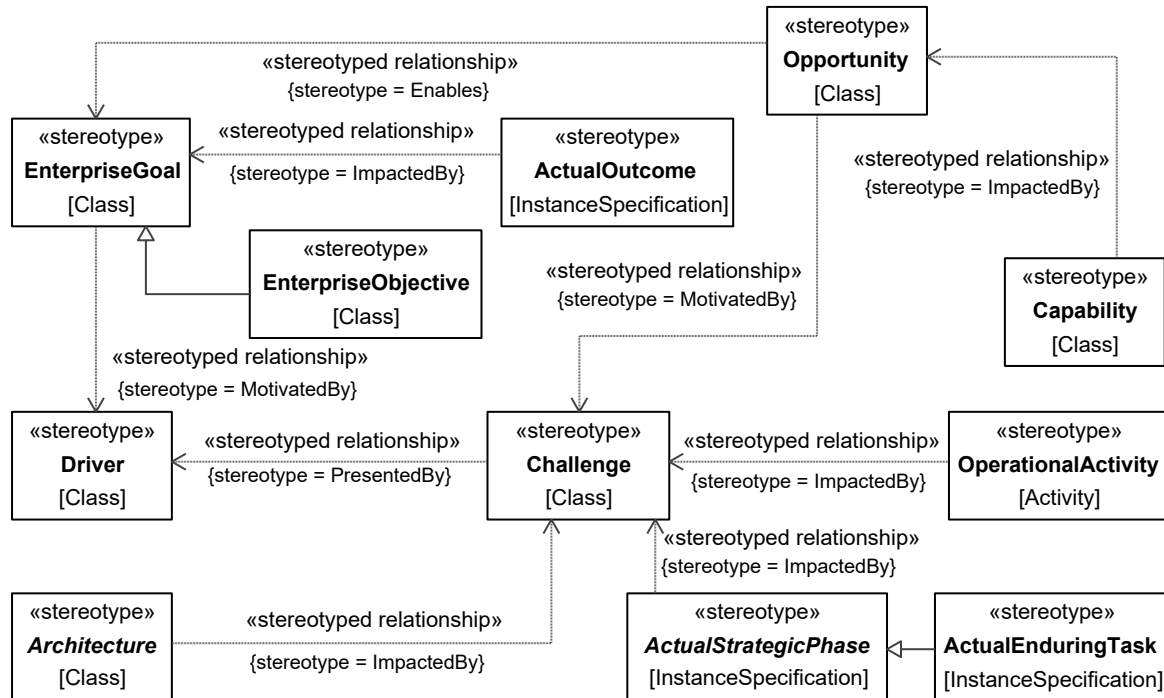 «stereotype»
Opportunity
[Class]
«stereotyped relationship»
{stereotype = Enables}
«stereotype»
EnterpriseGoal
[Class]
«stereotyped relationship»
{stereotype = ImpactedBy}
«stereotype»
ActualOutcome
[InstanceSpecification]
«stereotyped relationship»
{stereotype = ImpactedBy}
«stereotype»
EnterpriseObjective
[Class]
«stereotyped relationship»
{stereotype = MotivatedBy}
«stereotype»
Capability
[Class]
«stereotyped relationship»
{stereotype = MotivatedBy}
«stereotype»
Driver
[Class]
«stereotyped relationship»
{stereotype = PresentedBy}
«stereotype»
Challenge
[Class]
«stereotyped relationship»
{stereotype = ImpactedBy}
«stereotype»
OperationalActivity
[Activity]
«stereotyped relationship»
{stereotype = ImpactedBy}
«stereotype»
Architecture
[Class]
«stereotyped relationship»
{stereotype = ImpactedBy}
«stereotype»
ActualStrategicPhase
[InstanceSpecification]
«stereotype»
ActualEnduringTask
[InstanceSpecification]